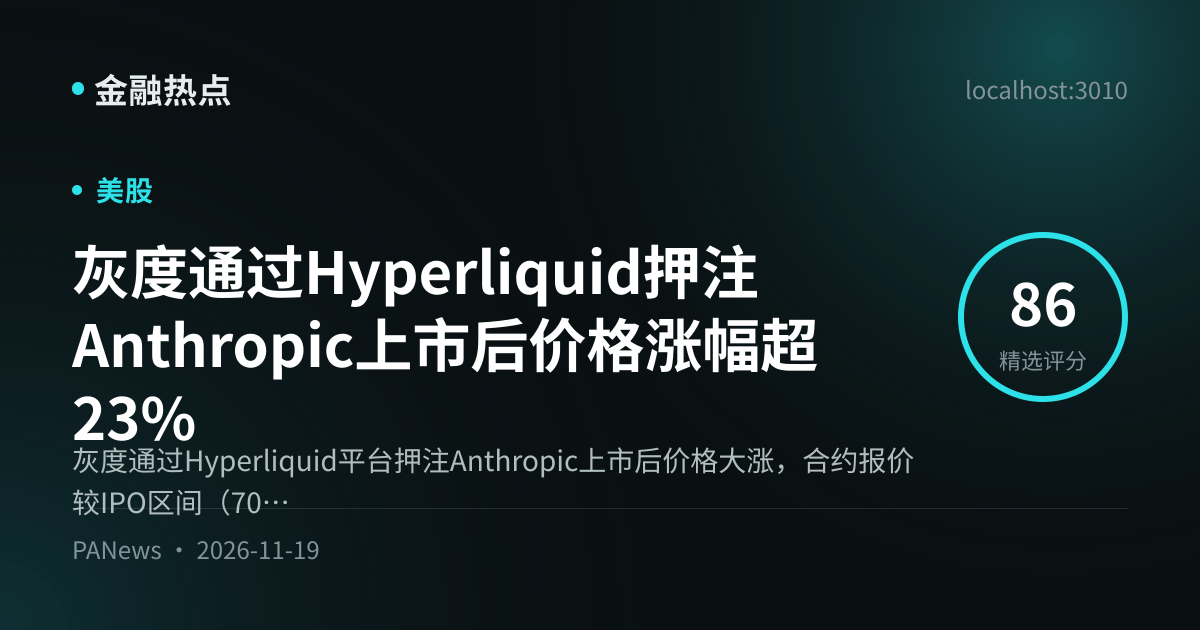 金融热点
localhost:3010
美股
灰度通过Hyperliquid押注
Anthropic上市后价格涨幅超
23%
86
精选评分
灰度通过Hyperliquid平台押注Anthropic上市后价格大涨，合约报价
较IPO区间（70…
PANews • 2026-11-19